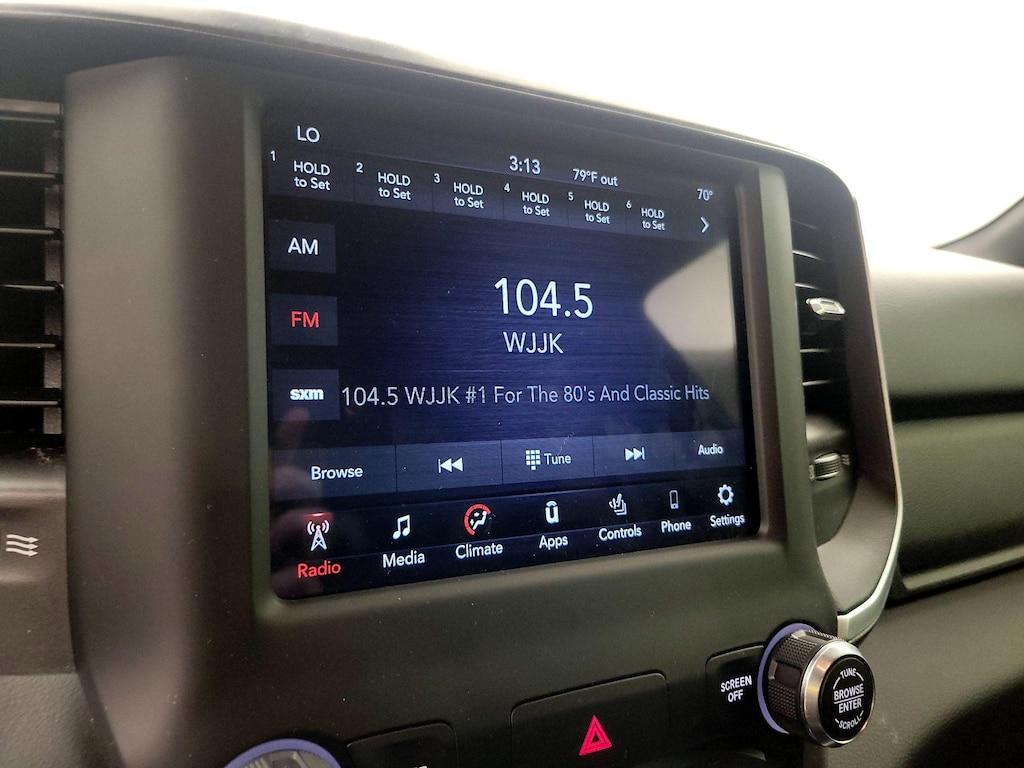 LO
3:13
79°F out
70°
1 HOLD
to Set
2 HOLD
to Set
3 HOLD
to Set
4 HOLD
to Set
5 HOLD
to Set
6 HOLD
to Set
AM
FM
sxm
104.5
WJJK
104.5 WJJK #1 For The 80's And Classic Hits
Browse
Tune
Audio
Radio
Media
Climate
Apps
Controls
Phone
Settings
SCREEN
OFF
TUNE
BROWSE
ENTER
SCROLL